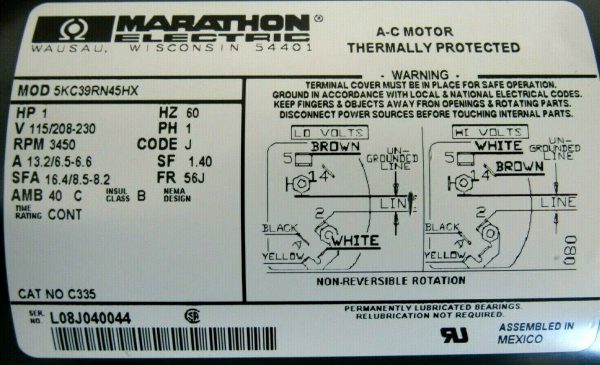 MARATHON
ELECTRIC
WAUSAU, WISCONSIN 54401
A-C MOTOR
THERMALLY PROTECTED
MOD 5KC39RN45HX
HP 1 HZ 60
V 115/208-230 PH 1
RPM 3450 CODE J
A 13.2/6.5-6.6 SF 1.40
SFA 16.4/8.5-8.2 FR 56J
AMB 40 C INSUL CLASS B NEMA DESIGN
TIME RATING CONT
CAT NO C335
SER. NO. L08J040044
WARNING
TERMINAL COVER MUST BE IN PLACE FOR SAFE OPERATION.
GROUND IN ACCORDANCE WITH LOCAL & NATIONAL ELECTRICAL CODES.
KEEP FINGERS & OBJECTS AWAY FROM OPENINGS & ROTATING PARTS.
DISCONNECT POWER SOURCES BEFORE TOUCHING INTERNAL PARTS.
LO VOLTS
BROWN
5
14
UN-
GROUNDED
LINE
LINE
2
BLACK
WHITE
YELLOW
HI VOLTS
WHITE
BROWN
5
14
UN-
GROUNDED
LINE
LINE
2
BLACK
YELLOW
080
NON-REVERSIBLE ROTATION
PERMANENTLY LUBRICATED BEARINGS.
RELUBRICATION NOT REQUIRED.
ASSEMBLED IN
MEXICO